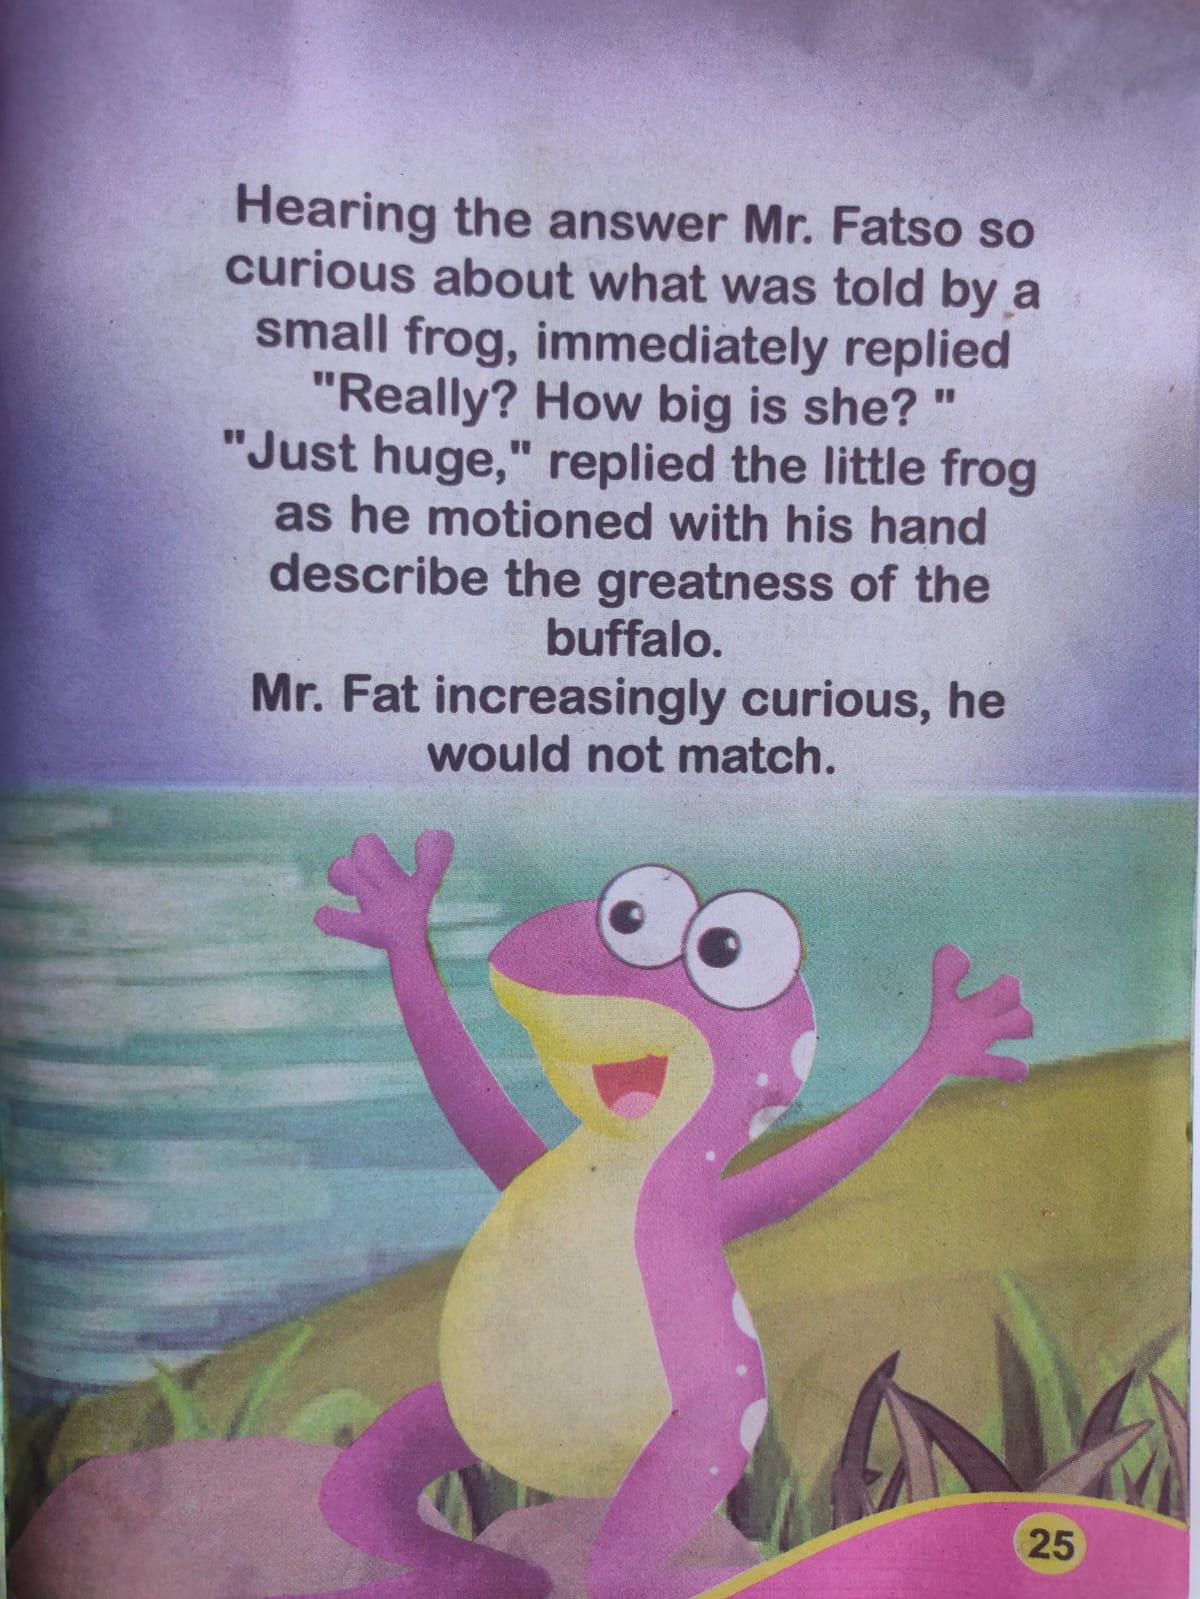 Hearing the answer Mr. Fatso so
curious about what was told by a
small frog, immediately replied
"Really? How big is she? "
"Just huge," replied the little frog
as he motioned with his hand
describe the greatness of the
buffalo.
Mr. Fat increasingly curious, he
would not match.
25